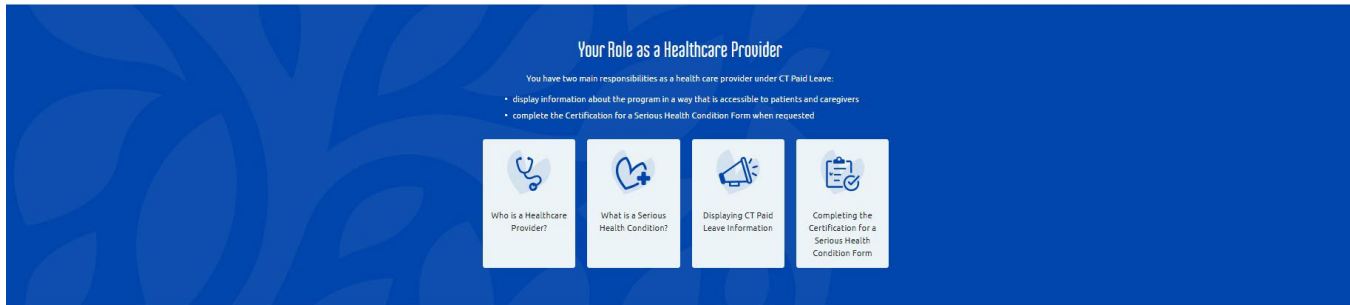 Your Role as a Healthcare Provider
You have two main responsibilities as a health care provider under CT Paid Leave:
• display information about the program in a way that is accessible to patients and caregivers
• complete the Certification for a Serious Health Condition Form when requested
Who is a Healthcare
Provider?
What is a Serious
Health Condition?
Displaying CT Paid
Leave Information
Completing the
Certification for a
Serious Health
Condition Form